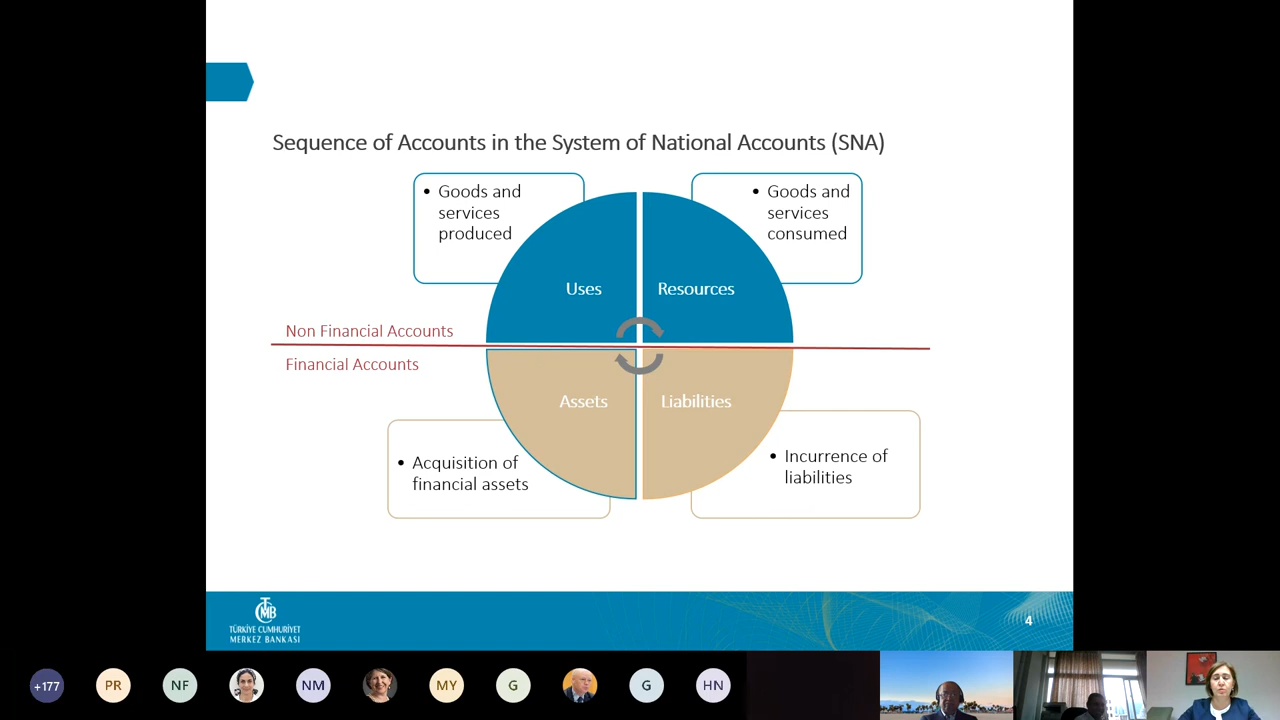 Sequence of Accounts in the System of National Accounts (SNA)
• Goods and
services
produced
• Goods and
services
consumed
Uses
Resources
Non Financial Accounts
Financial Accounts
Assets
Liabilities
• Acquisition of
financial assets
• Incurrence of
liabilities
TCMB
TÜRKİYE CUMHURİYET
MERKEZ BANKASI
4
+177
PR
NF
NM
MY
G
G
HN